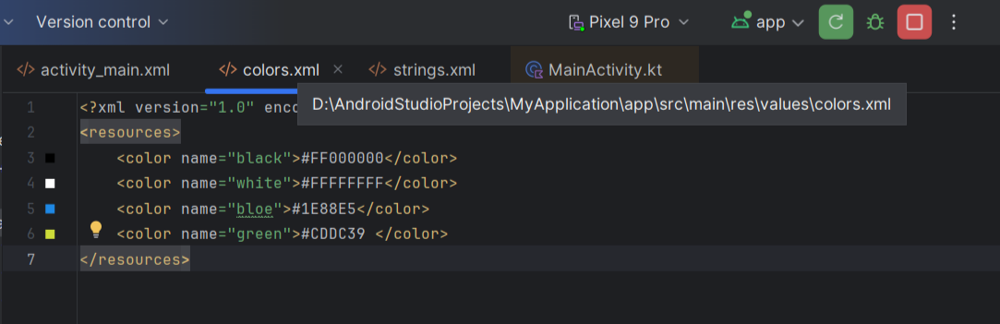 Version control
Pixel 9 Pro
app
activity_main.xml
colors.xml
strings.xml
MainActivity.kt
D:\AndroidStudioProjects\MyApplication\app\src\main\res\values\colors.xml
1 <?xml version="1.0"
2 <resources>
3 <color name="black">#FF000000</color>
4 <color name="white">#FFFFFFFF</color>
5 <color name="bloe">#1E88E5</color>
6 <color name="green">#CDDC39 </color>
7 </resources>